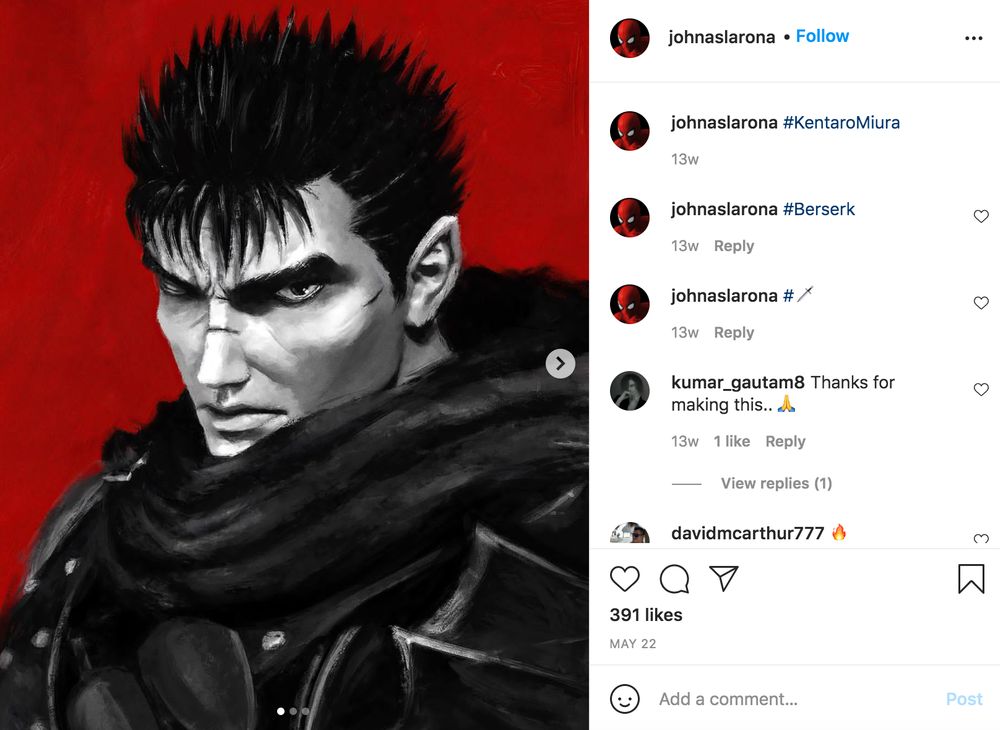 johnaslarona • Follow
johnaslarona #KentaroMiura
13w
johnaslarona #Berserk
13w Reply
johnaslarona #🗡
13w Reply
kumar_gautam8 Thanks for
making this.. 🙏
13w 1 like Reply
View replies (1)
davidmcarthur777 🔥
391 likes
MAY 22
Add a comment... Post